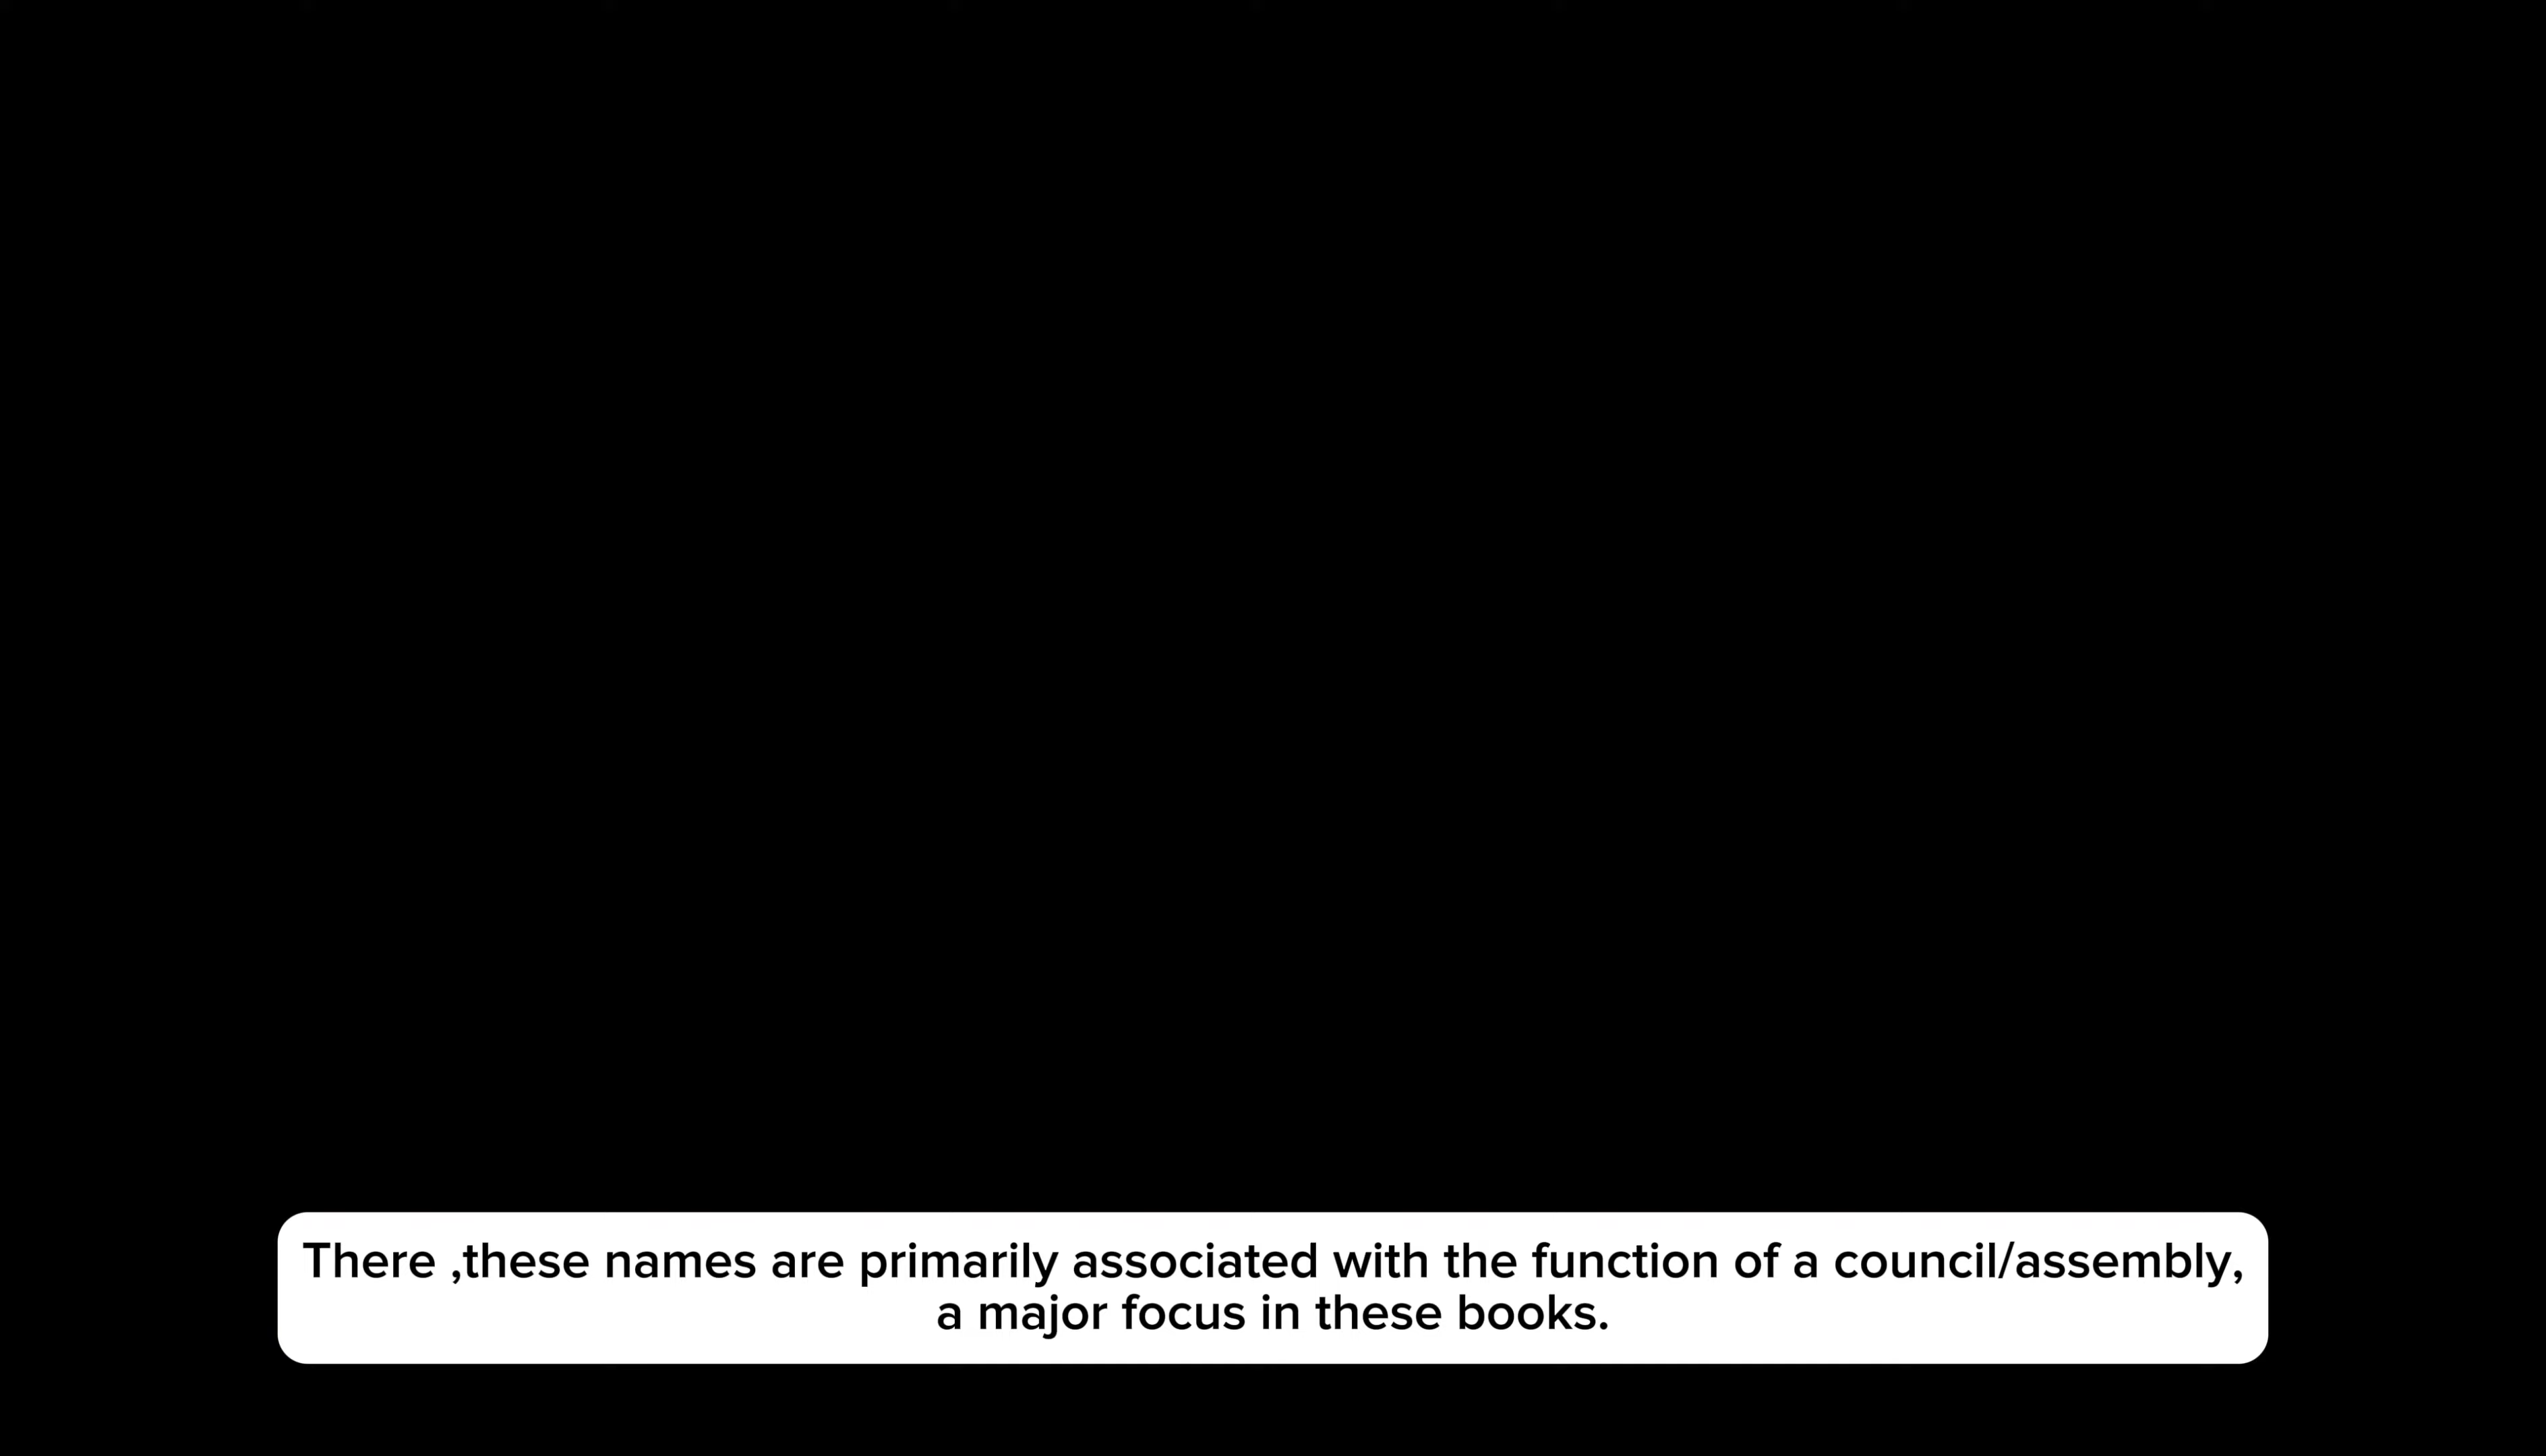 There ,these names are primarily associated with the function of a council/assembly,
a major focus in these books.